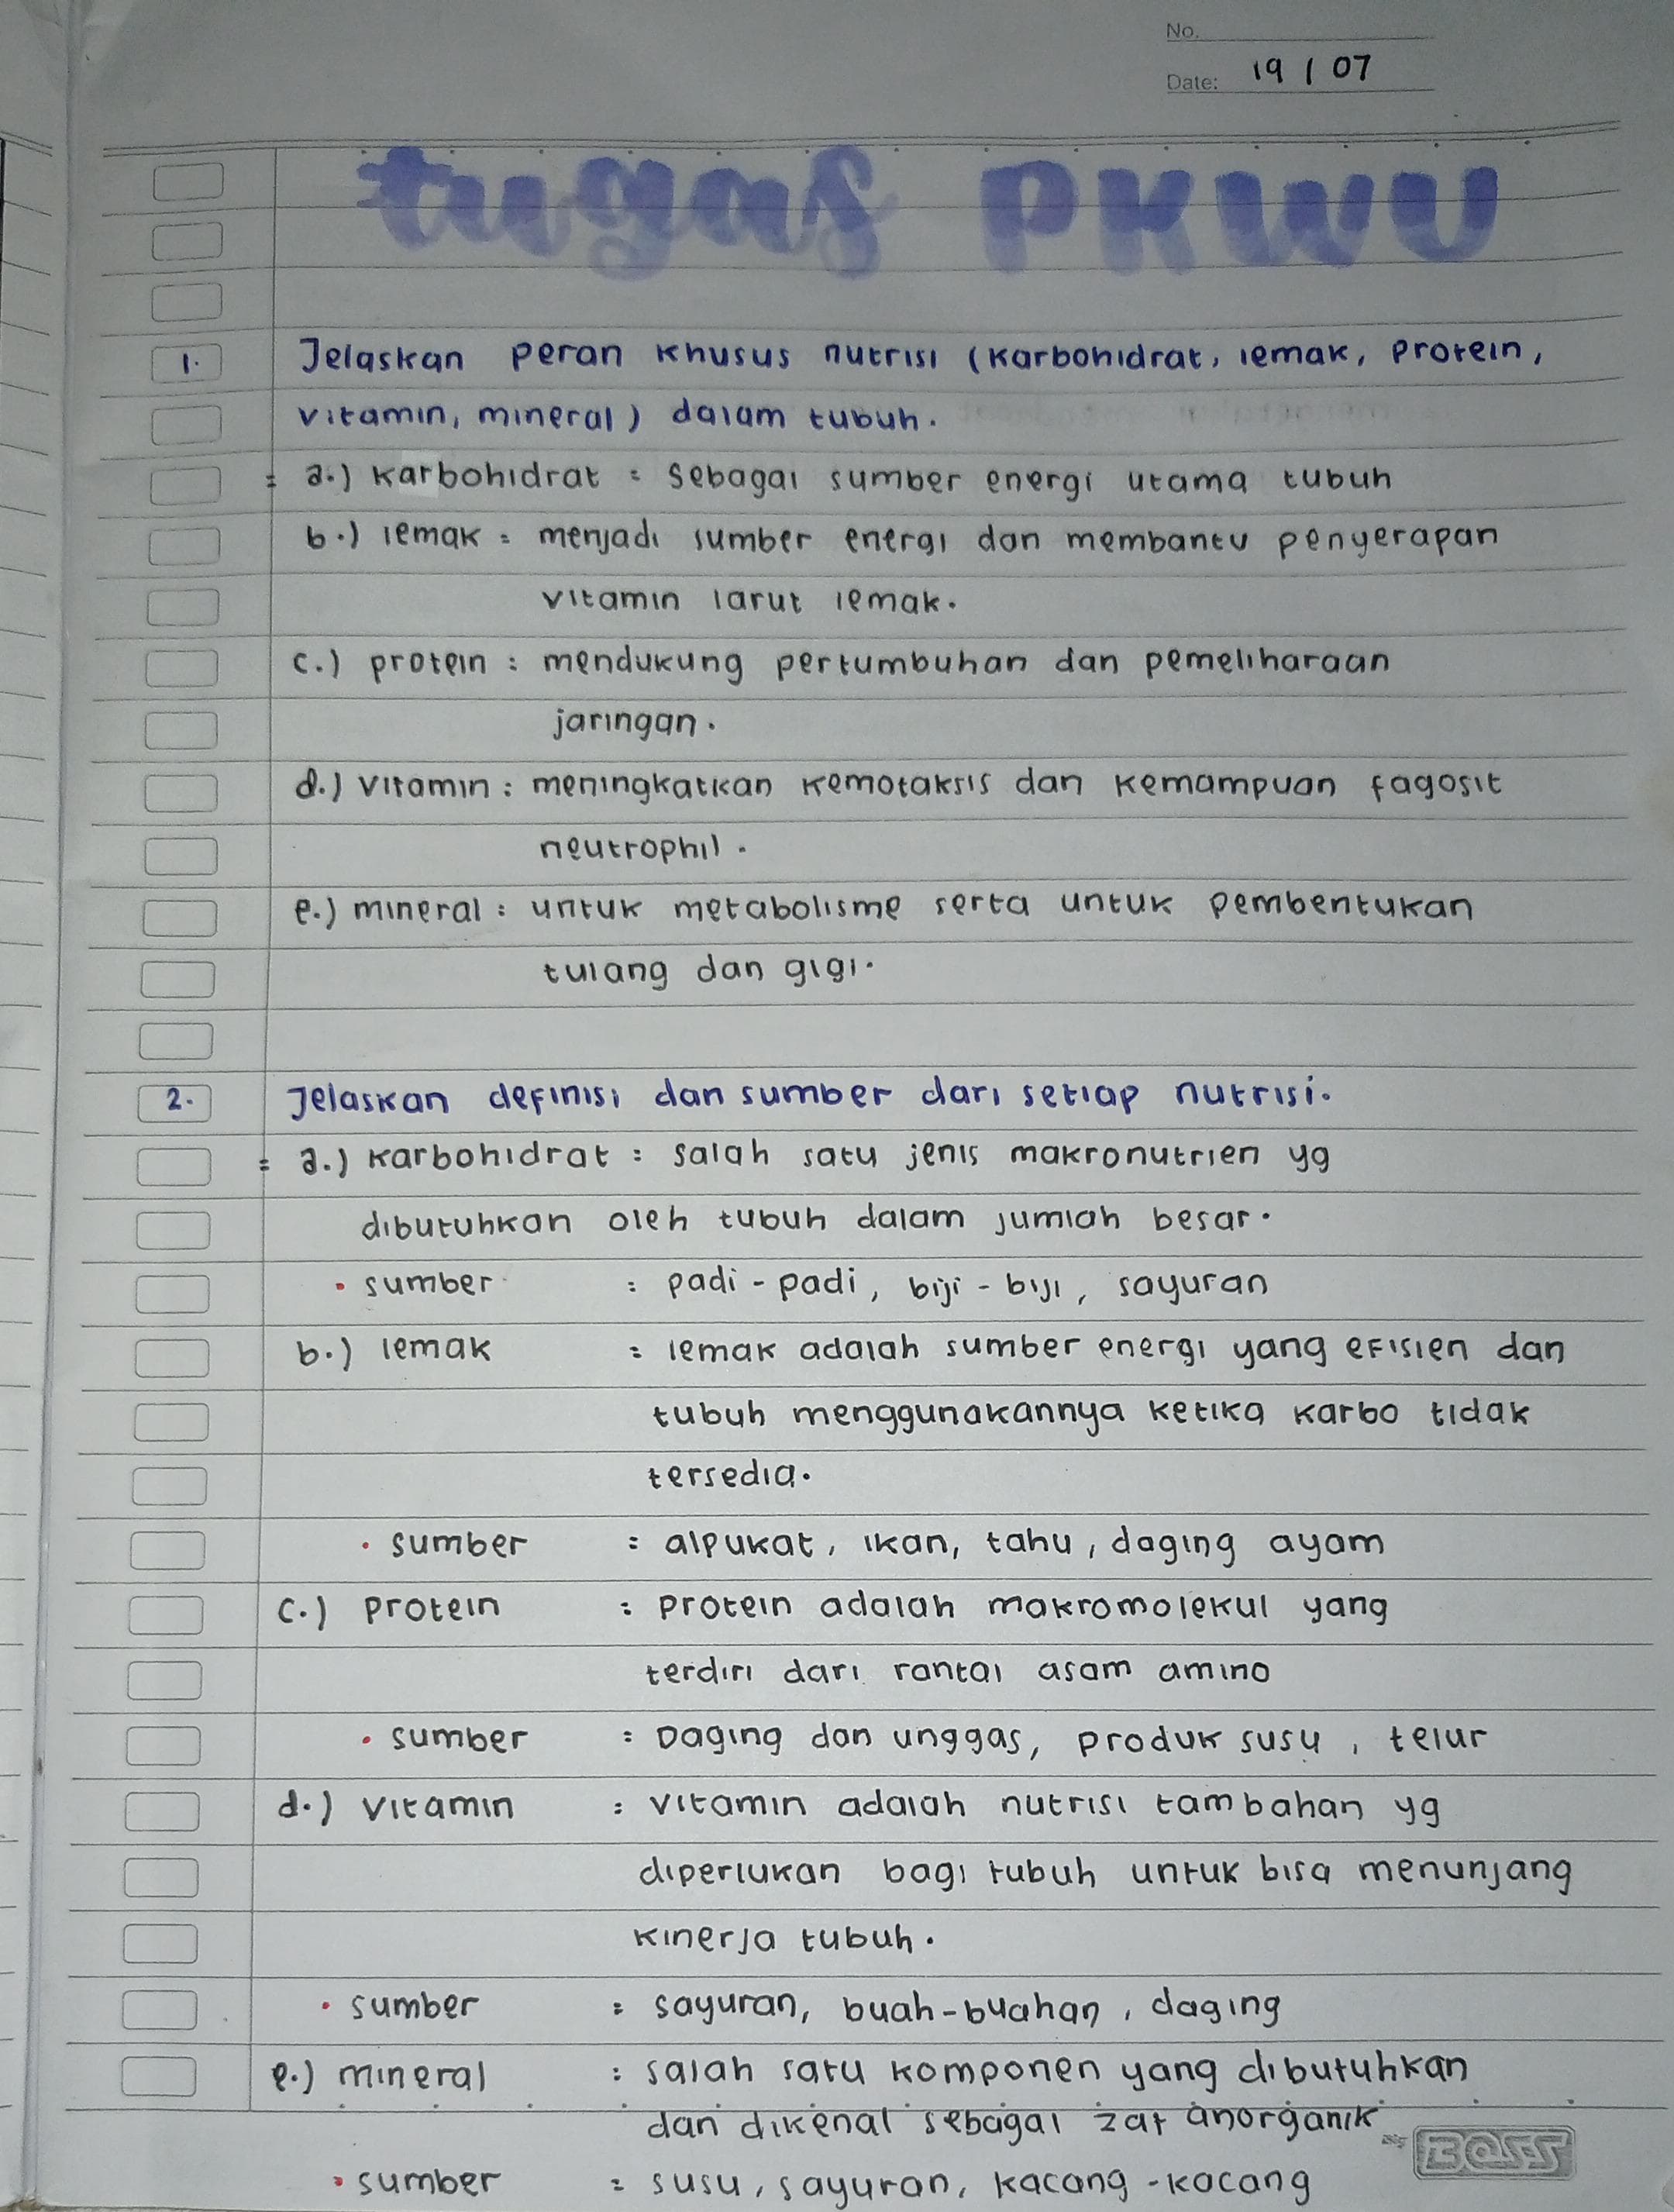 No.
Date: 19 / 07
tugas PKWU
1. Jelaskan peran khusus nutrisi (karbohidrat, lemak, protein,
vitamin, mineral) dalam tubuh.
= a.) karbohidrat : sebagai sumber energi utama tubuh
b.) lemak : menjadi sumber energi dan membantu penyerapan
vitamin larut lemak.
c.) protein : mendukung pertumbuhan dan pemeliharaan
jaringan.
d.) vitamin : meningkatkan kemotaksis dan kemampuan fagosit
neutrophil.
e.) mineral : untuk metabolisme serta untuk pembentukan
tulang dan gigi.
2. Jelaskan definisi dan sumber dari setiap nutrisi.
= a.) karbohidrat : salah satu jenis makronutrien yg
dibutuhkan oleh tubuh dalam jumlah besar.
• sumber : padi-padi, biji-biji, sayuran
b.) lemak : lemak adalah sumber energi yang efisien dan
tubuh menggunakannya ketika karbo tidak
tersedia.
• sumber : alpukat, ikan, tahu, daging ayam
c.) protein : protein adalah makromolekul yang
terdiri dari rantai asam amino
• sumber : Daging dan unggas, produk susu, telur
d.) vitamin : vitamin adalah nutrisi tambahan yg
diperlukan bagi tubuh untuk bisa menunjang
kinerja tubuh.
• sumber : sayuran, buah-buahan, daging
e.) mineral : salah satu komponen yang dibutuhkan
dan dikenal sebagai zat anorganik
BOSS
• sumber : susu, sayuran, kacang-kacang